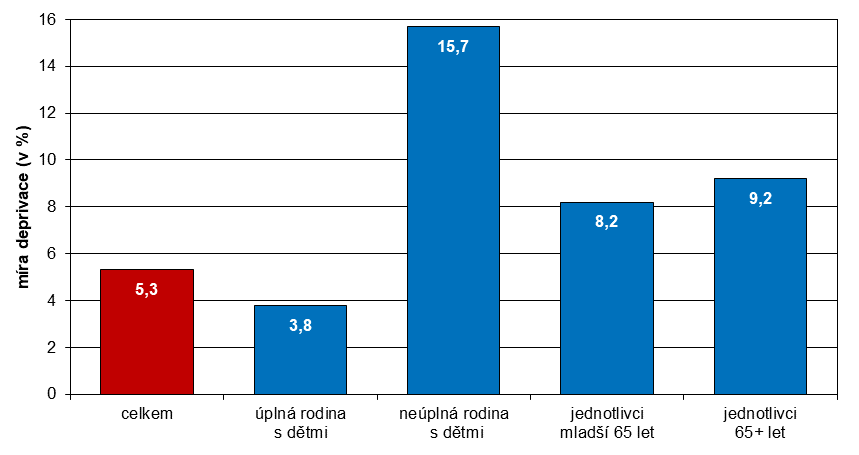 míra deprivace (v %)
16
14
12
10
8
6
4
2
0
5,3
3,8
15,7
8,2
9,2
celkem
úplná rodina
s dětmi
neúplná rodina
s dětmi
jednotlivci
mladší 65 let
jednotlivci
65+ let